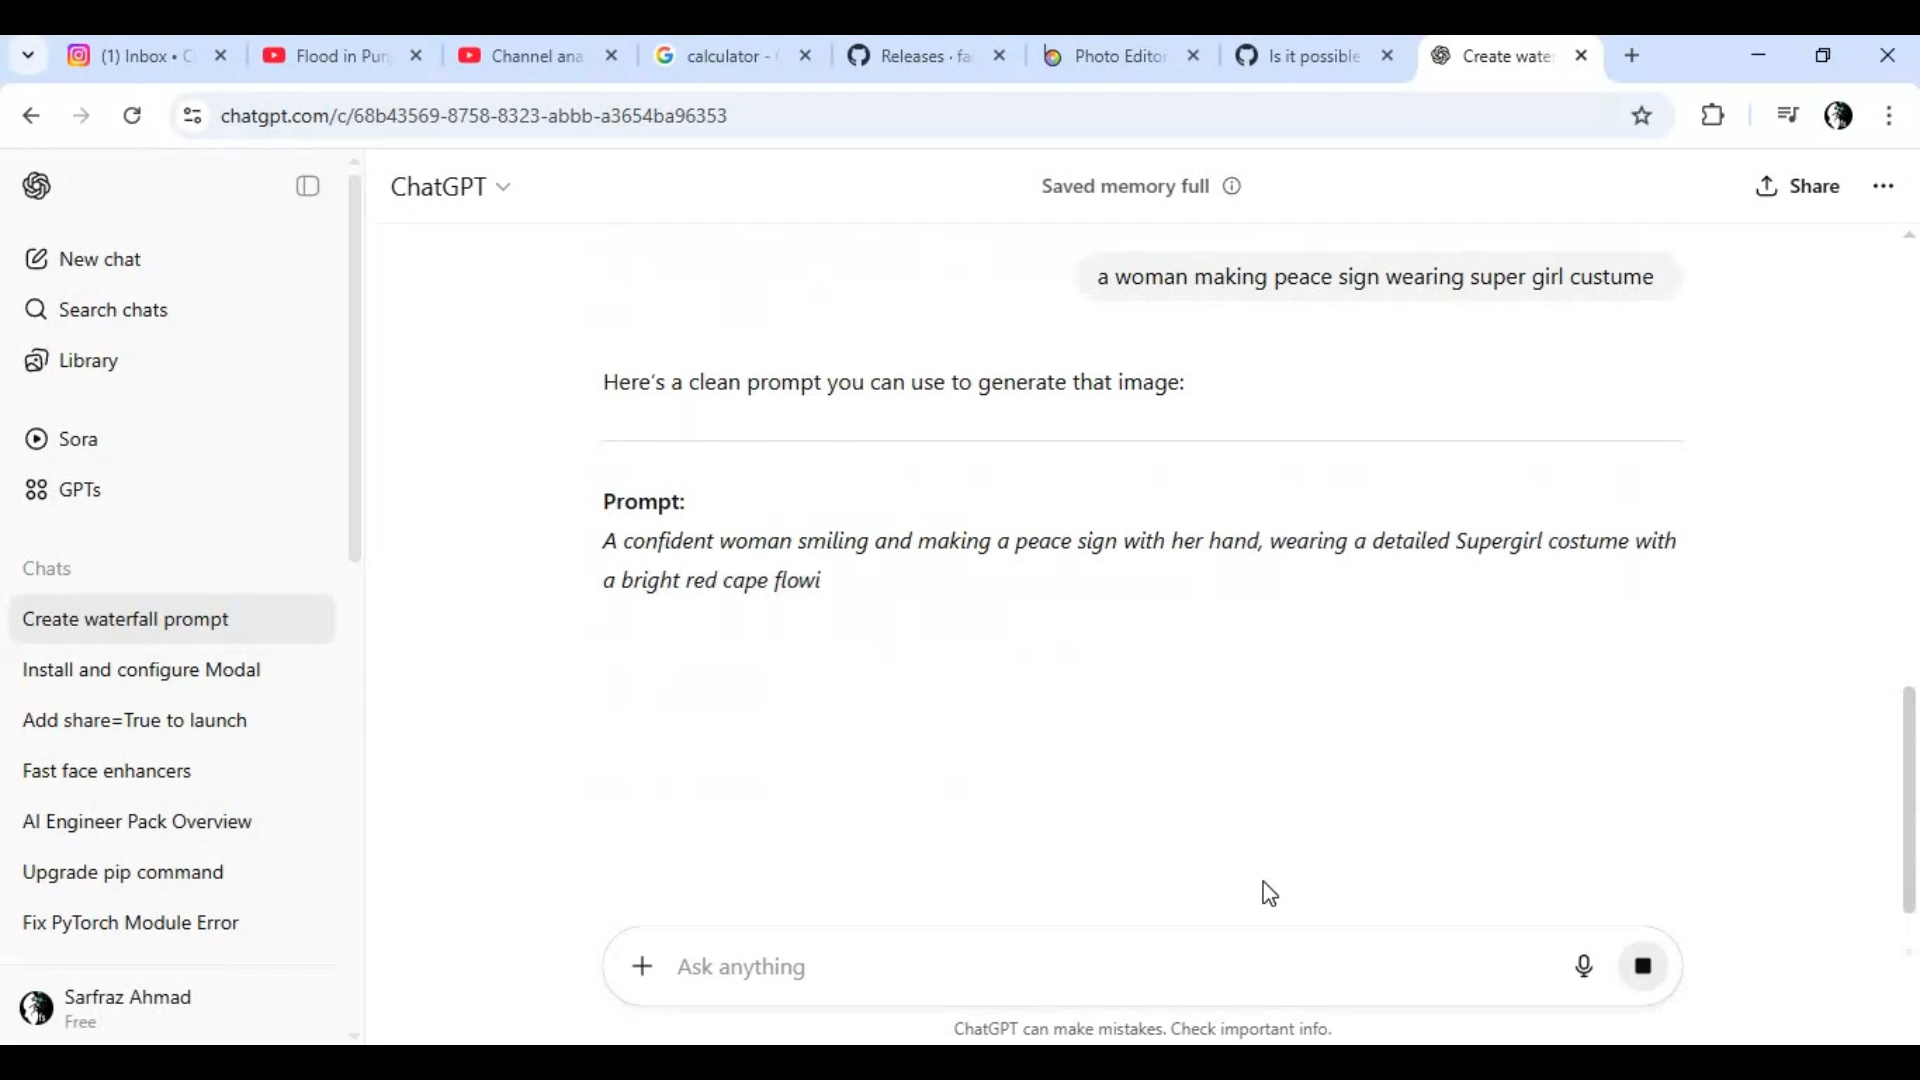 (1) Inbox • C
Flood in Pun
Channel ana
calculator -
Releases · fa
Photo Editor
Is it possible
Create wate
chatgpt.com/c/68b43569-8758-8323-abbb-a3654ba96353
ChatGPT
Saved memory full
Share
New chat
Search chats
Library
Sora
GPTs
Chats
Create waterfall prompt
Install and configure Modal
Add share=True to launch
Fast face enhancers
AI Engineer Pack Overview
Upgrade pip command
Fix PyTorch Module Error
Sarfraz Ahmad
Free
a woman making peace sign wearing super girl custume
Here's a clean prompt you can use to generate that image:
Prompt:
A confident woman smiling and making a peace sign with her hand, wearing a detailed Supergirl costume with
a bright red cape flowi
Ask anything
ChatGPT can make mistakes. Check important info.